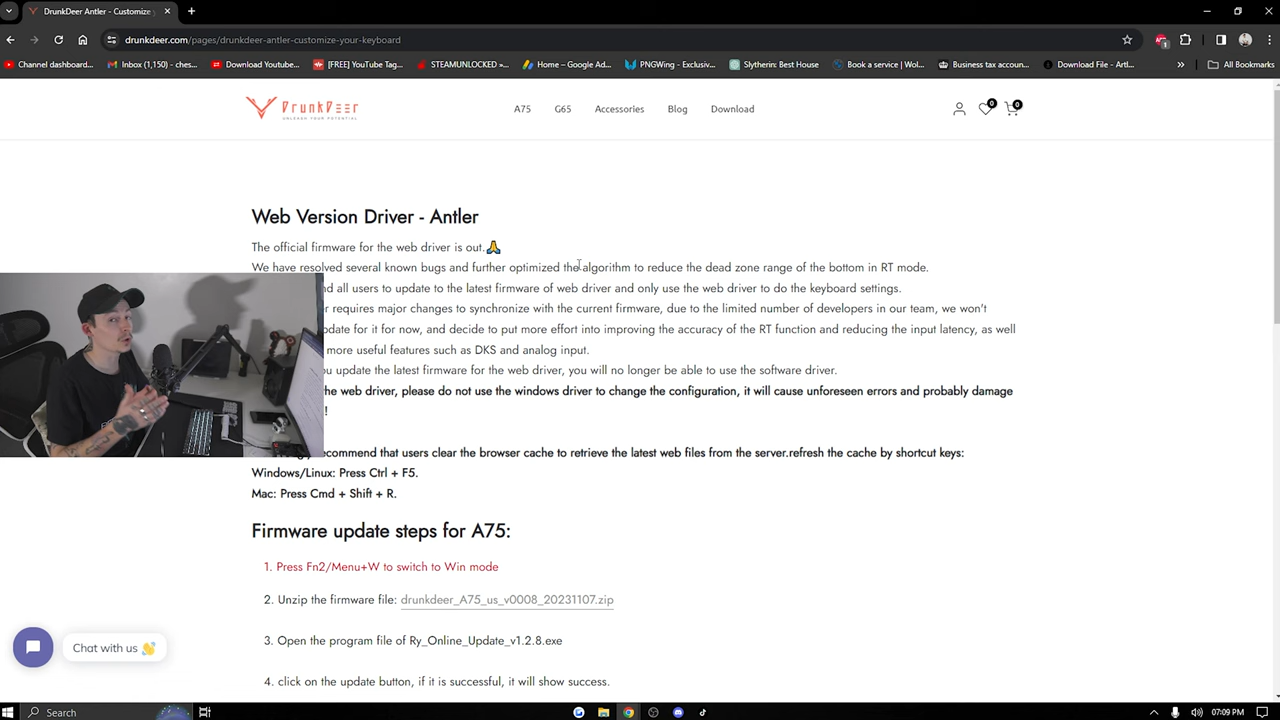 DrunkDeer Antler - Customize y
drunkdeer.com/pages/drunkdeer-antler-customize-your-keyboard
1
Channel dashboard...
Inbox (1,150) - ches...
Download Youtube...
[FREE] YouTube Tag...
STEAMUNLOCKED »...
Home – Google Ad...
PNGWing - Exclusiv...
Slytherin: Best House
Book a service | Wol...
Business tax accoun...
Download File - Artl...
»
All Bookmarks
DRUNKDEER
UNLEASH YOUR POTENTIAL
A75
G65
Accessories
Blog
Download
0
0
Web Version Driver - Antler
The official firmware for the web driver is out.🙏
We have resolved several known bugs and further optimized the algorithm to reduce the dead zone range of the bottom in RT mode.
nd all users to update to the latest firmware of web driver and only use the web driver to do the keyboard settings.
r requires major changes to synchronize with the current firmware, due to the limited number of developers in our team, we won't
pdate for it for now, and decide to put more effort into improving the accuracy of the RT function and reducing the input latency, as well
more useful features such as DKS and analog input.
ou update the latest firmware for the web driver, you will no longer be able to use the software driver.
he web driver, please do not use the windows driver to change the configuration, it will cause unforeseen errors and probably damage
!
recommend that users clear the browser cache to retrieve the latest web files from the server.refresh the cache by shortcut keys:
Windows/Linux: Press Ctrl + F5.
Mac: Press Cmd + Shift + R.
Firmware update steps for A75:
1. Press Fn2/Menu+W to switch to Win mode
2. Unzip the firmware file: drunkdeer_A75_us_v0008_20231107.zip
3. Open the program file of Ry_Online_Update_v1.2.8.exe
4. click on the update button, if it is successful, it will show success.
Chat with us 👋
Search
07:09 PM